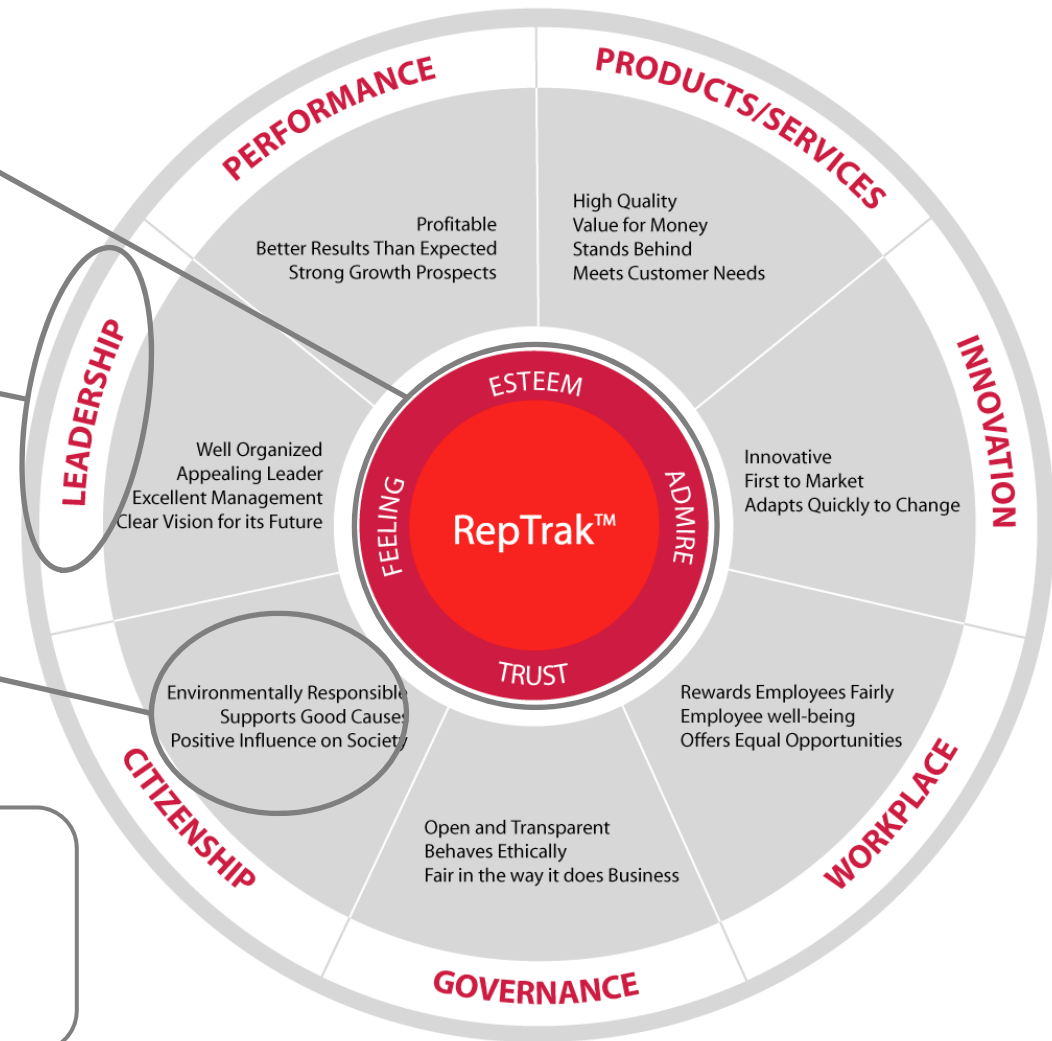 PERFORMANCE
Profitable
Better Results Than Expected
Strong Growth Prospects
PRODUCTS/SERVICES
High Quality
Value for Money
Stands Behind
Meets Customer Needs
INNOVATION
Innovative
First to Market
Adapts Quickly to Change
WORKPLACE
Rewards Employees Fairly
Employee well-being
Offers Equal Opportunities
GOVERNANCE
Open and Transparent
Behaves Ethically
Fair in the way it does Business
CITIZENSHIP
Environmentally Responsible
Supports Good Causes
Positive Influence on Society
LEADERSHIP
Well Organized
Appealing Leader
Excellent Management
Clear Vision for its Future
ESTEEM
ADMIRE
TRUST
FEELING
RepTrak™